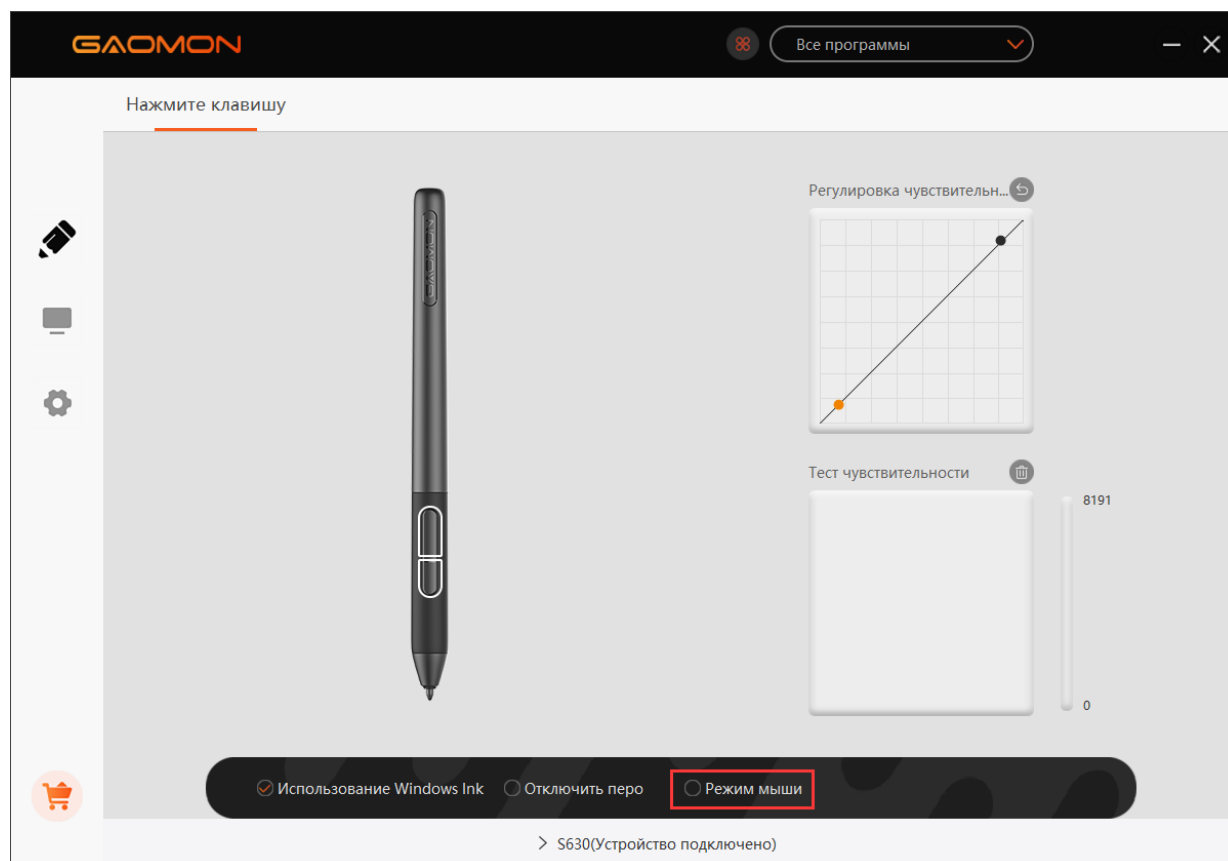 GAOMON
Все программы
Нажмите клавишу
Регулировка чувствительн...
GAOMON
Тест чувствительности
8191
0
Использование Windows Ink
Отключить перо
Режим мыши
S630(Устройство подключено)